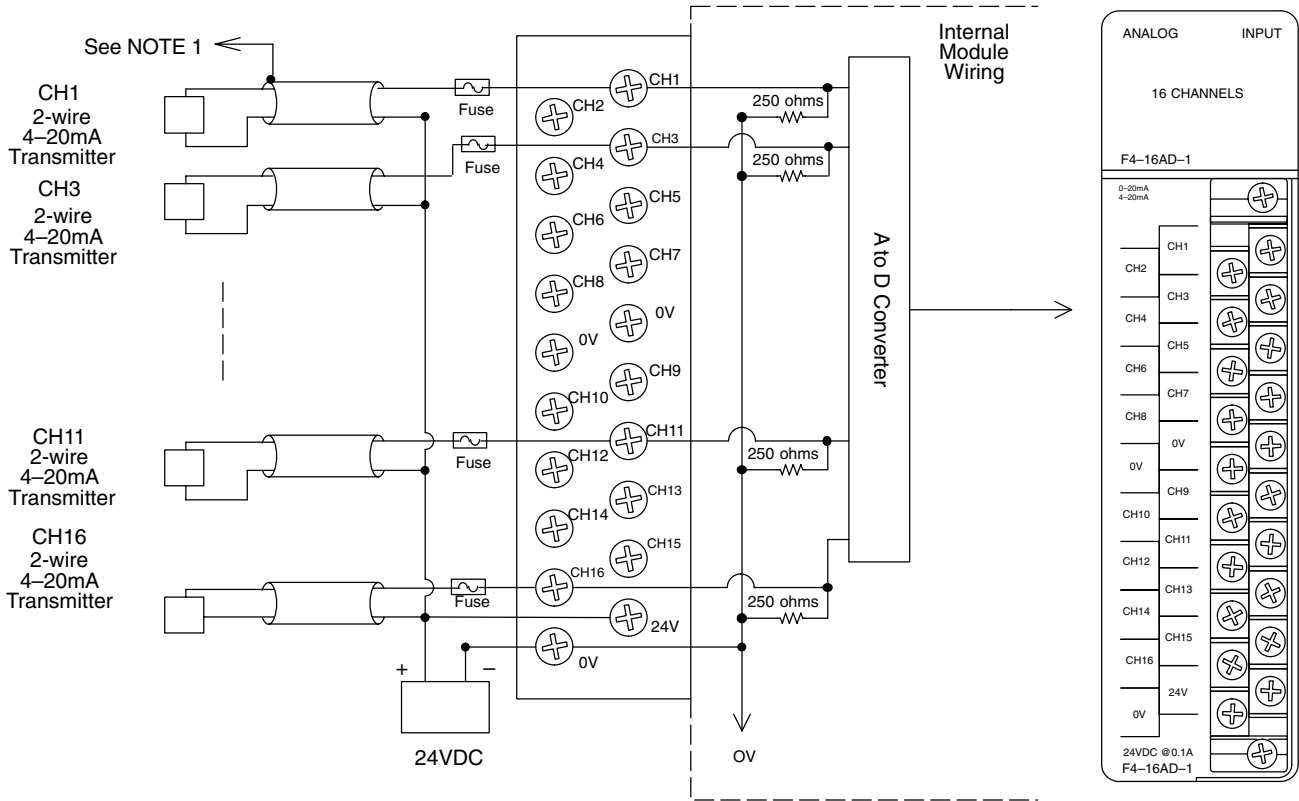 See NOTE 1
CH1
2-wire
4–20mA
Transmitter
CH3
2-wire
4–20mA
Transmitter
CH11
2-wire
4–20mA
Transmitter
CH16
2-wire
4–20mA
Transmitter
Fuse
Fuse
Fuse
Fuse
+
–
24VDC
CH1
CH2
CH3
CH4
CH5
CH6
CH7
CH8
0V
0V
CH9
CH10
CH11
CH12
CH13
CH14
CH15
CH16
24V
0V
Internal
Module
Wiring
250 ohms
250 ohms
250 ohms
250 ohms
A to D Converter
OV
ANALOG INPUT
16 CHANNELS
F4–16AD–1
0–20mA
4–20mA
CH1
CH2
CH3
CH4
CH5
CH6
CH7
CH8
0V
0V
CH9
CH10
CH11
CH12
CH13
CH14
CH15
CH16
24V
0V
24VDC @0.1A
F4–16AD–1